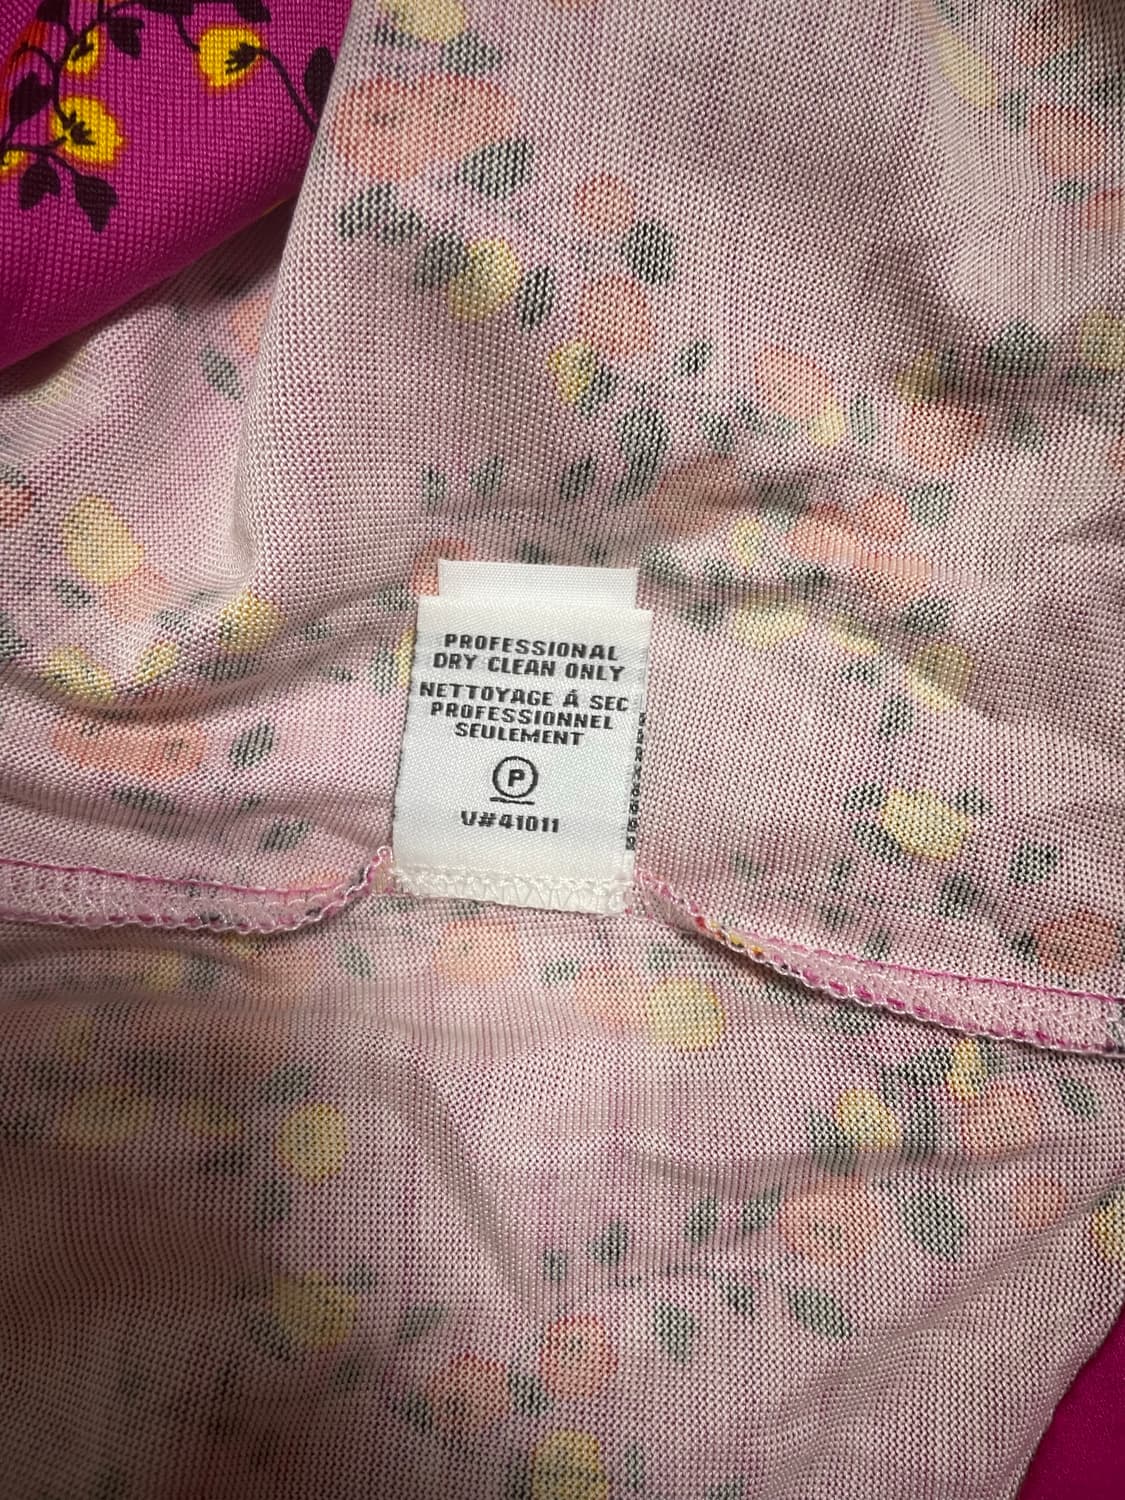 PROFESSIONAL
DRY CLEAN ONLY
NETTOYAGE Á SEC
PROFESSIONNEL
SEULEMENT
P
V#41011